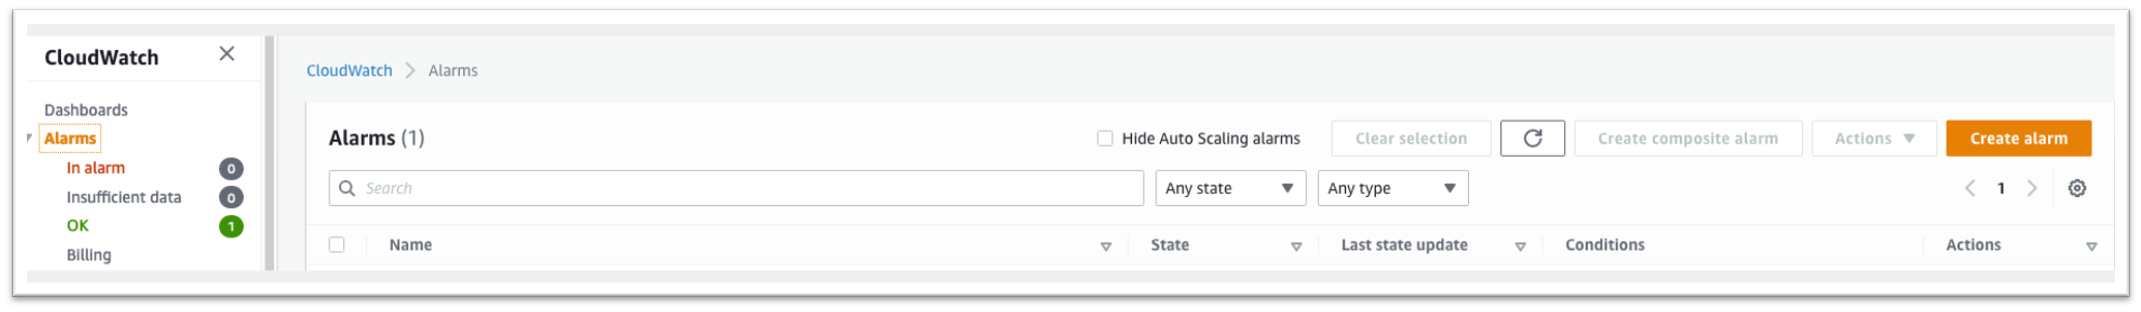 CloudWatch
Dashboards
Alarms
In alarm 0
Insufficient data 0
OK 1
Billing
CloudWatch > Alarms
Alarms (1) Hide Auto Scaling alarms Clear selection Create composite alarm Actions Create alarm
Search Any state Any type 1
Name State Last state update Conditions Actions